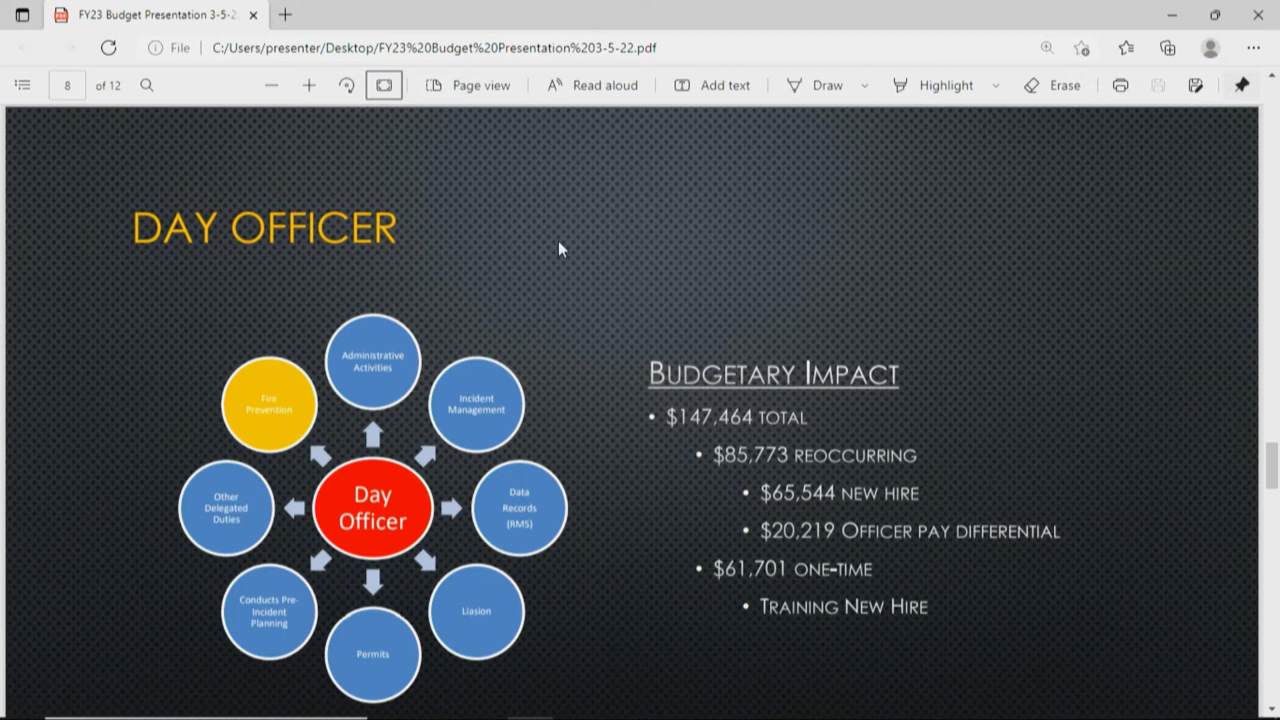 FY23 Budget Presentation 3-5-2
File
C:/Users/presenter/Desktop/FY23%20Budget%20Presentation%203-5-22.pdf
8 of 12
Page view
Read aloud
Add text
Draw
Highlight
Erase
DAY OFFICER
Administrative
Activities
Fire
Prevention
Incident
Management
Other
Delegated
Duties
Day
Officer
Data
Records
(RMS)
Conducts Pre-
Incident
Planning
Liasion
Permits
BUDGETARY IMPACT
• $147,464 TOTAL
• $85,773 REOCCURRING
• $65,544 NEW HIRE
• $20,219 OFFICER PAY DIFFERENTIAL
• $61,701 ONE-TIME
• TRAINING NEW HIRE